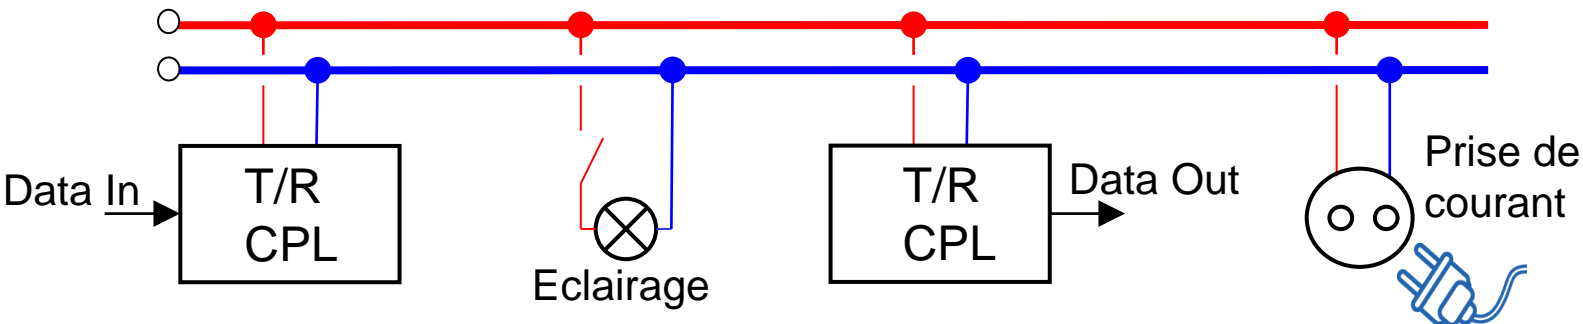 Data In
T/R
CPL
Eclairage
T/R
CPL
Data Out
Prise de
courant